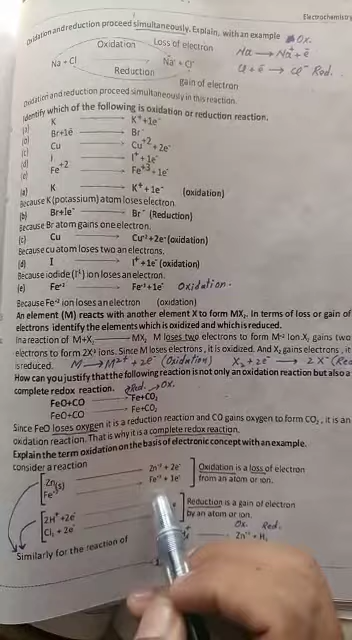 Electrochemistry
Oxidation and reduction proceed simultaneously. Explain, with an example
Oxidation Loss of electron
Na + Cl Na⁺ + Cl⁻
Reduction gain of electron
Na → Na⁺ + ē Ox.
Cl + ē → Cl⁻ Red.
Oxidation and reduction proceed simultaneously in this reaction.
Identify which of the following is oxidation or reduction reaction.
(a) K → K⁺+1e⁻
(b) Br+1ē → Br⁻
(c) Cu → Cu⁺²+2e⁻
(d) I → I⁺+1e⁻
(e) Fe⁺² → Fe⁺³+1e⁻
(a) K → K⁺+1e⁻ (oxidation)
Because K (potassium) atom loses electron.
(b) Br+Ie⁻ → Br⁻ (Reduction)
Because Br atom gains one electron.
(c) Cu → Cu⁺²+2e⁻ (oxidation)
Because cu atom loses two an electrons.
(d) I → I⁺+1e⁻ (oxidation)
Because iodide ion loses an electron.
(e) Fe⁺² → Fe⁺³+1e⁻ Oxidation.
Because Fe⁺² ion loses an electron (oxidation)
An element (M) reacts with another element X to form MX₂. In terms of loss or gain of
electrons identify the elements which is oxidized and which is reduced.
In a reaction of M+X₂ → MX₂ M loses two electrons to form M⁺² Ion. X₂ gains two
electrons to form 2X⁻ ions. Since M loses electrons, it is oxidized. And X₂ gains electrons, it
is reduced. M → M²⁺ + 2e⁻ (Oxidation) X₂ + 2e⁻ → 2X⁻ (Red
How can you justify that the following reaction is not only an oxidation reaction but also a
complete redox reaction. Red. → Ox.
FeO+CO → Fe+CO₂
FeO+CO → Fe+CO₂
Since FeO loses oxygen it is a reduction reaction and CO gains oxygen to form CO₂, it is an
oxidation reaction. That is why it is a complete redox reaction.
Explain the term oxidation on the basis of electronic concept with an example.
consider a reaction
Zn(s) → Zn⁺² + 2e⁻ Oxidation is a loss of electron
Fe → Fe⁺³ + 1e⁻ from an atom or ion.
2H⁺ + 2e⁻ Reduction is a gain of electron
Cl₂ + 2e⁻ by an atom or ion.
Ox. Red.
Similarly for the reaction of Zn⁺² + H₂